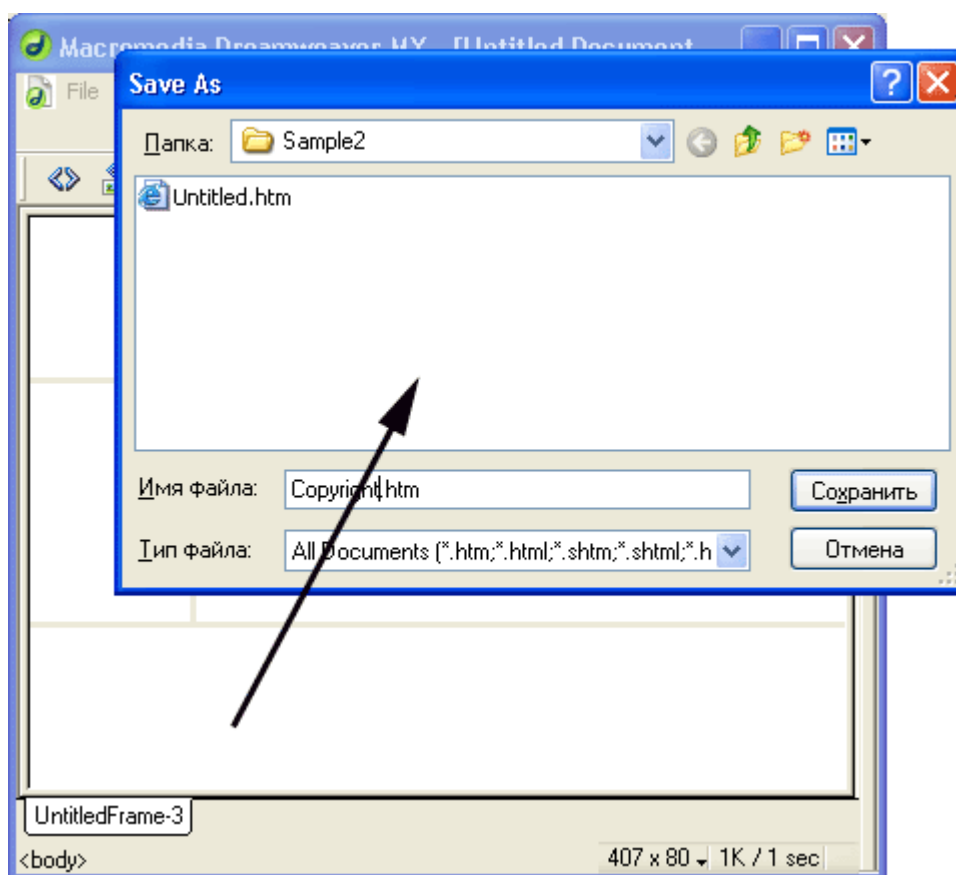 Macromedia Dreamweaver MX - [Untitled Document
File
Save As
Папка: Sample2
Untitled.htm
Имя файла: Copyright.htm Сохранить
Тип файла: All Documents (*.htm;*.html;*.shtm;*.shtml;*.h Отмена
UntitledFrame-3
<body> 407 x 80 1K / 1 sec